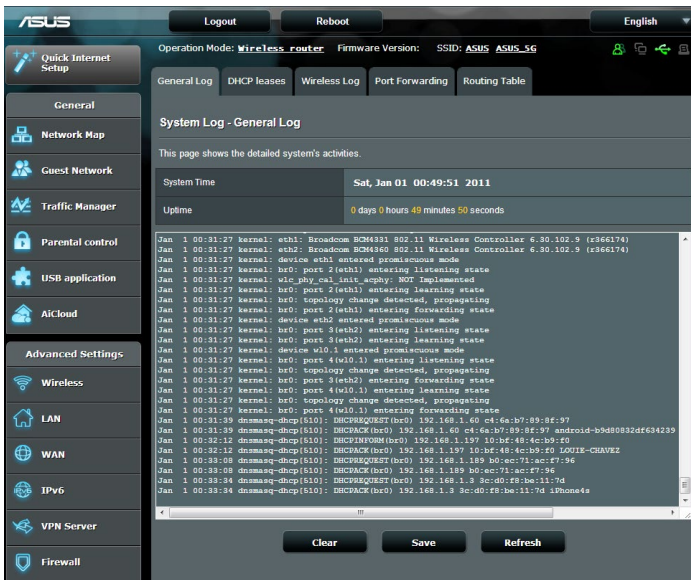 ASUS
Logout
Reboot
English
Quick Internet
Setup
General
Network Map
Guest Network
Traffic Manager
Parental control
USB application
AiCloud
Advanced Settings
Wireless
LAN
WAN
IPv6
VPN Server
Firewall
Operation Mode: Wireless router Firmware Version: SSID: ASUS ASUS_5G
General Log
DHCP leases
Wireless Log
Port Forwarding
Routing Table
System Log - General Log
This page shows the detailed system's activities.
System Time Sat, Jan 01 00:49:51 2011
Uptime 0 days 0 hours 49 minutes 50 seconds
Jan 1 00:31:27 kernel: eth1: Broadcom BCM4331 802.11 Wireless Controller 6.30.102.9 (r366174)
Jan 1 00:31:27 kernel: eth2: Broadcom BCM4360 802.11 Wireless Controller 6.30.102.9 (r366174)
Jan 1 00:31:27 kernel: device eth1 entered promiscuous mode
Jan 1 00:31:27 kernel: br0: port 2(eth1) entering listening state
Jan 1 00:31:27 kernel: wlc_phy_cal_init_acphy: NOT Implemented
Jan 1 00:31:27 kernel: br0: port 2(eth1) entering learning state
Jan 1 00:31:27 kernel: br0: topology change detected, propagating
Jan 1 00:31:27 kernel: br0: port 2(eth1) entering forwarding state
Jan 1 00:31:27 kernel: device eth2 entered promiscuous mode
Jan 1 00:31:27 kernel: br0: port 3(eth2) entering listening state
Jan 1 00:31:27 kernel: br0: port 3(eth2) entering learning state
Jan 1 00:31:27 kernel: device wl0.1 entered promiscuous mode
Jan 1 00:31:27 kernel: br0: port 4(wl0.1) entering listening state
Jan 1 00:31:27 kernel: br0: topology change detected, propagating
Jan 1 00:31:27 kernel: br0: port 3(eth2) entering forwarding state
Jan 1 00:31:27 kernel: br0: port 4(wl0.1) entering learning state
Jan 1 00:31:27 kernel: br0: topology change detected, propagating
Jan 1 00:31:27 kernel: br0: port 4(wl0.1) entering forwarding state
Jan 1 00:31:39 dnsmasq-dhcp[510]: DHCPREQUEST(br0) 192.168.1.60 c4:6a:b7:89:8f:97
Jan 1 00:31:39 dnsmasq-dhcp[510]: DHCPACK(br0) 192.168.1.60 c4:6a:b7:89:8f:97 android-b9d80832df634239
Jan 1 00:32:12 dnsmasq-dhcp[510]: DHCPINFORM(br0) 192.168.1.197 10:bf:48:4c:b9:f0
Jan 1 00:32:12 dnsmasq-dhcp[510]: DHCPACK(br0) 192.168.1.197 10:bf:48:4c:b9:f0 LOUIE-CHAVEZ
Jan 1 00:33:08 dnsmasq-dhcp[510]: DHCPREQUEST(br0) 192.168.1.189 b0:ec:71:ac:f7:96
Jan 1 00:33:08 dnsmasq-dhcp[510]: DHCPACK(br0) 192.168.1.189 b0:ec:71:ac:f7:96
Jan 1 00:33:34 dnsmasq-dhcp[510]: DHCPREQUEST(br0) 192.168.1.3 3c:d0:f8:be:11:7d
Jan 1 00:33:34 dnsmasq-dhcp[510]: DHCPACK(br0) 192.168.1.3 3c:d0:f8:be:11:7d iPhone4s
Clear
Save
Refresh